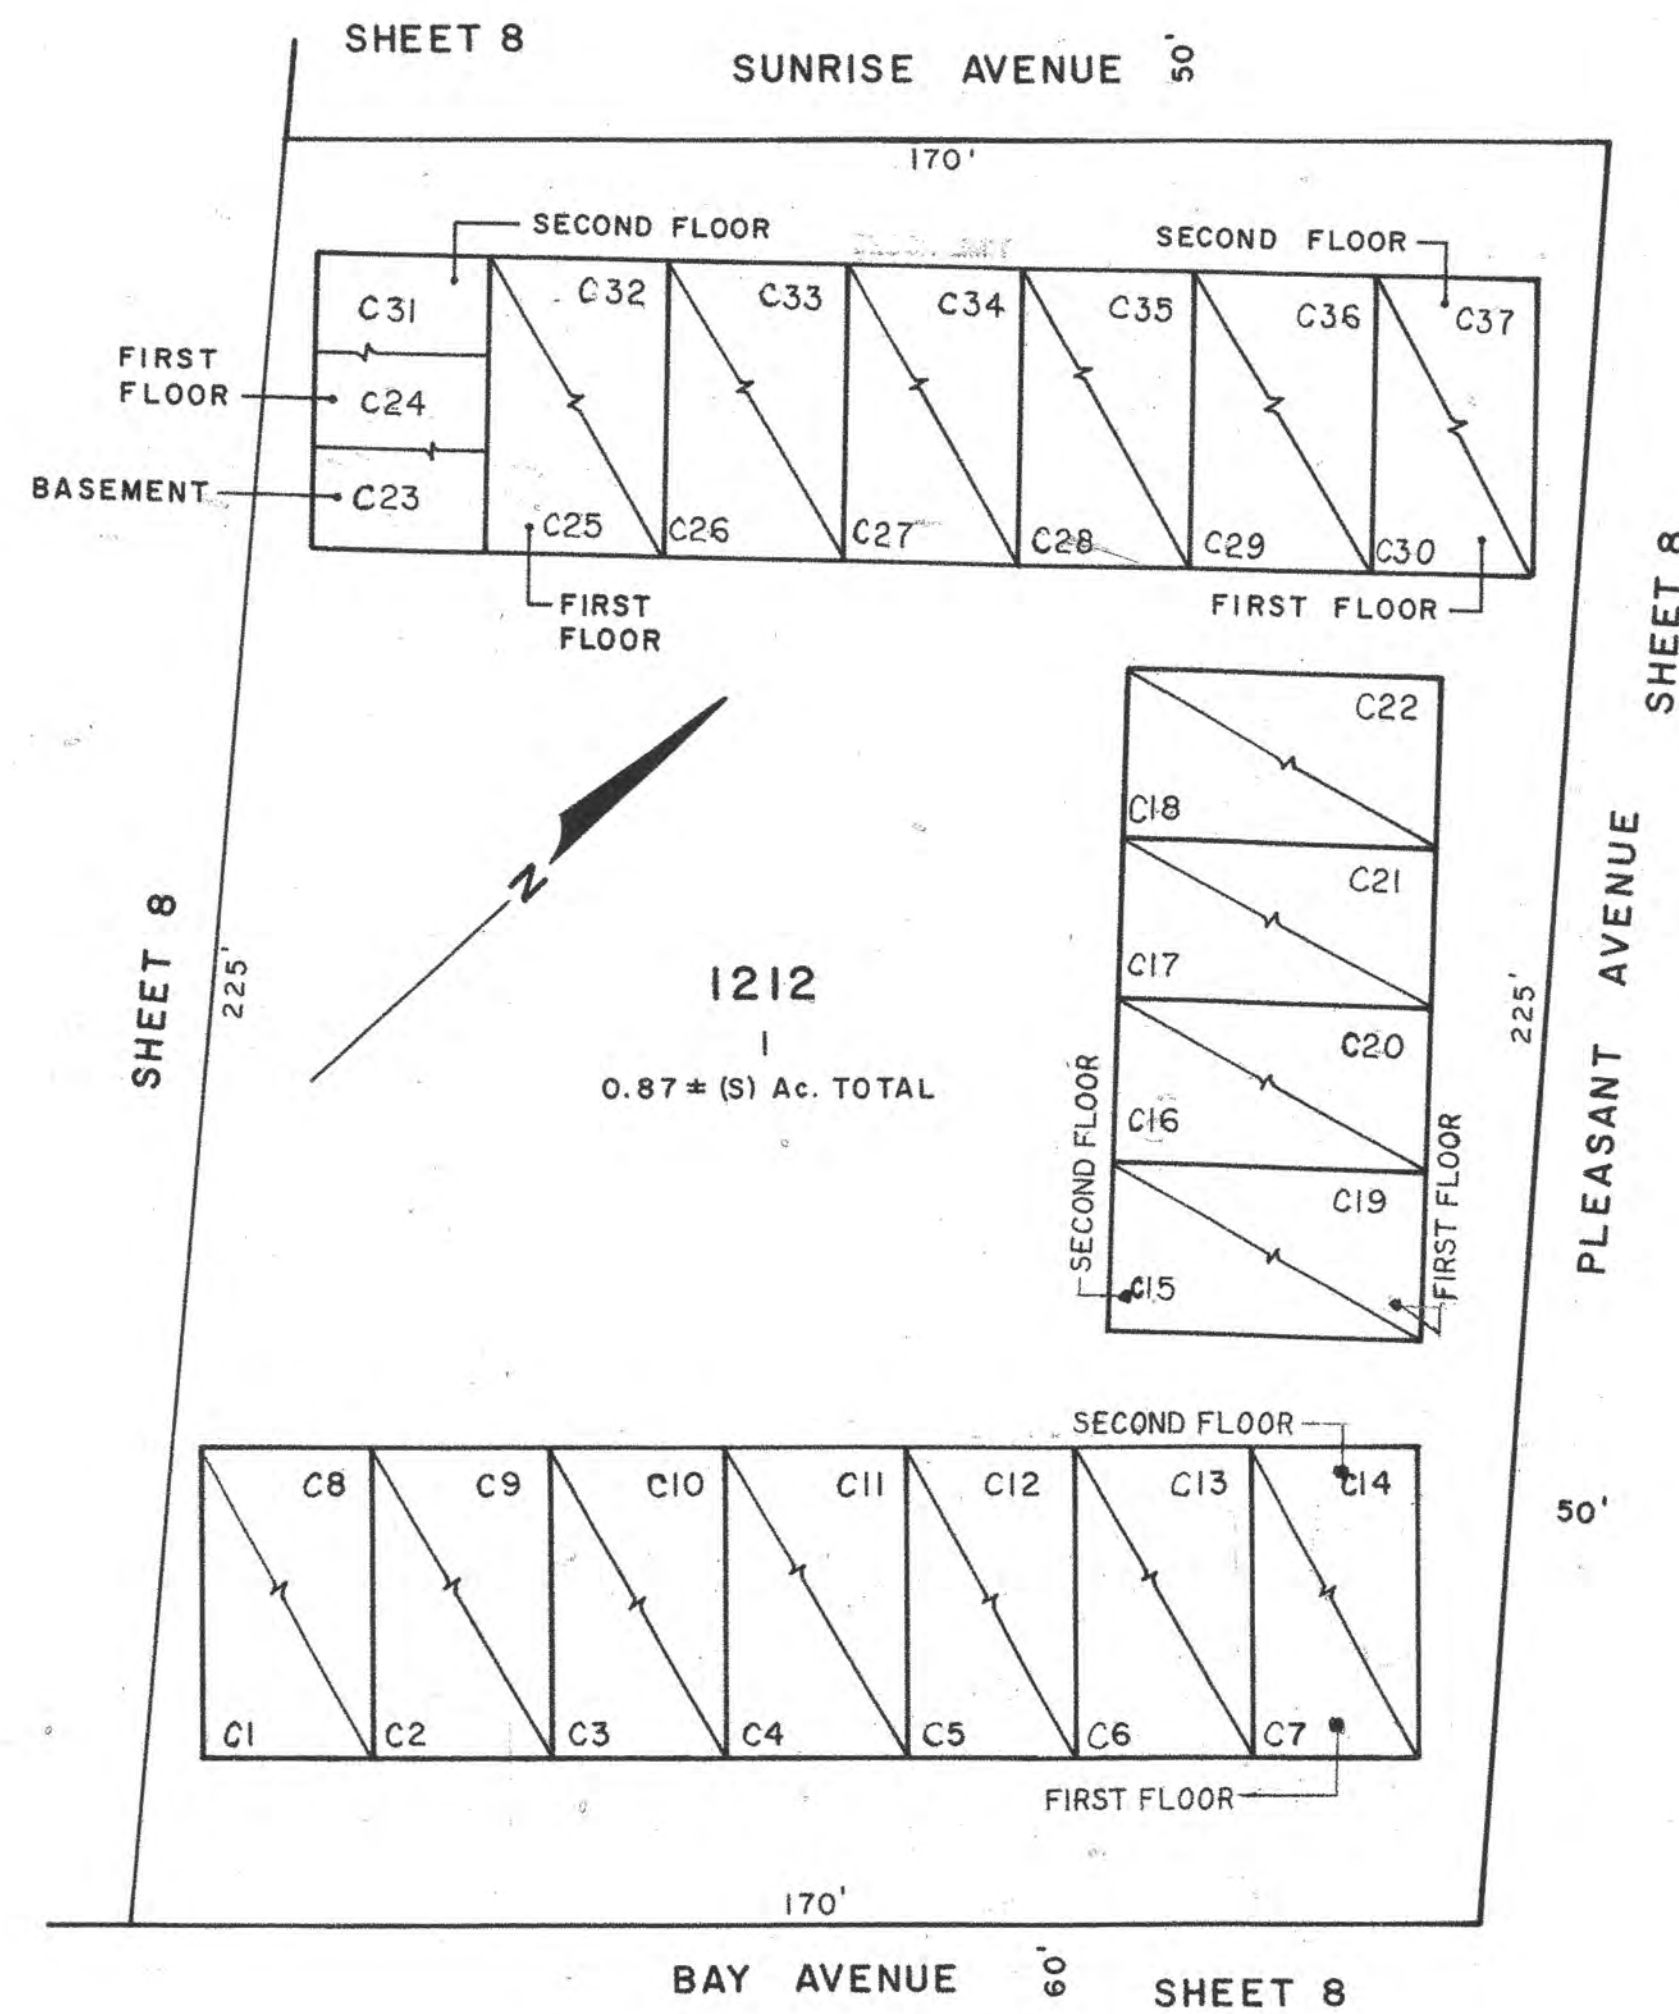 SHEET 8
SUNRISE AVENUE 50'
170'
SECOND FLOOR
SECOND FLOOR
C31
C32
C33
C34
C35
C36
C37
FIRST
FLOOR
C24
BASEMENT
C23
C25
C26
C27
C28
C29
C30
FIRST
FLOOR
FIRST FLOOR
SHEET 8
C22
C18
C21
C17
C20
C16
C19
C15
SECOND FLOOR
FIRST FLOOR
N
1212
1
0.87 ± (S) Ac. TOTAL
SHEET 8
225'
225'
PLEASANT AVENUE
50'
SECOND FLOOR
C8
C9
C10
C11
C12
C13
C14
C1
C2
C3
C4
C5
C6
C7
FIRST FLOOR
170'
BAY AVENUE 60'
SHEET 8